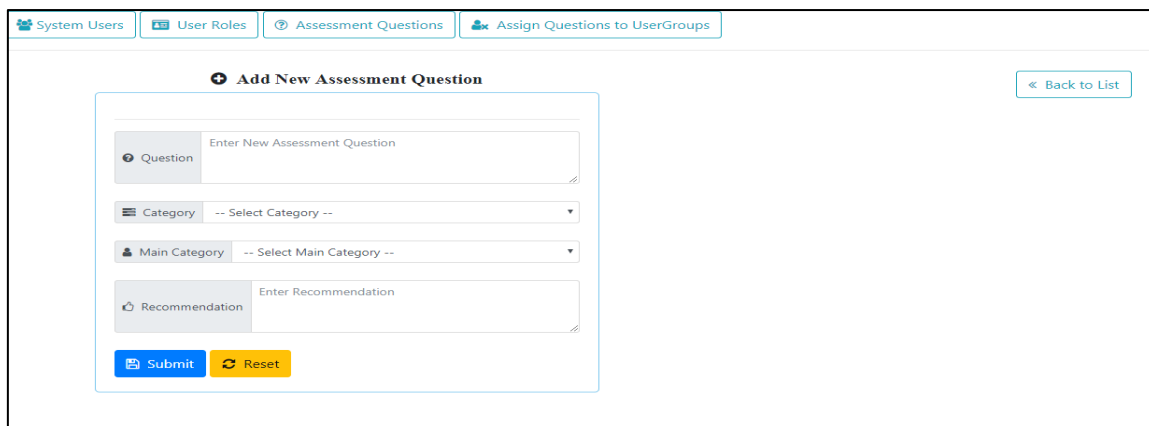 System Users User Roles Assessment Questions Assign Questions to UserGroups
Add New Assessment Question
« Back to List
Question Enter New Assessment Question
Category -- Select Category --
Main Category -- Select Main Category --
Recommendation Enter Recommendation
Submit Reset